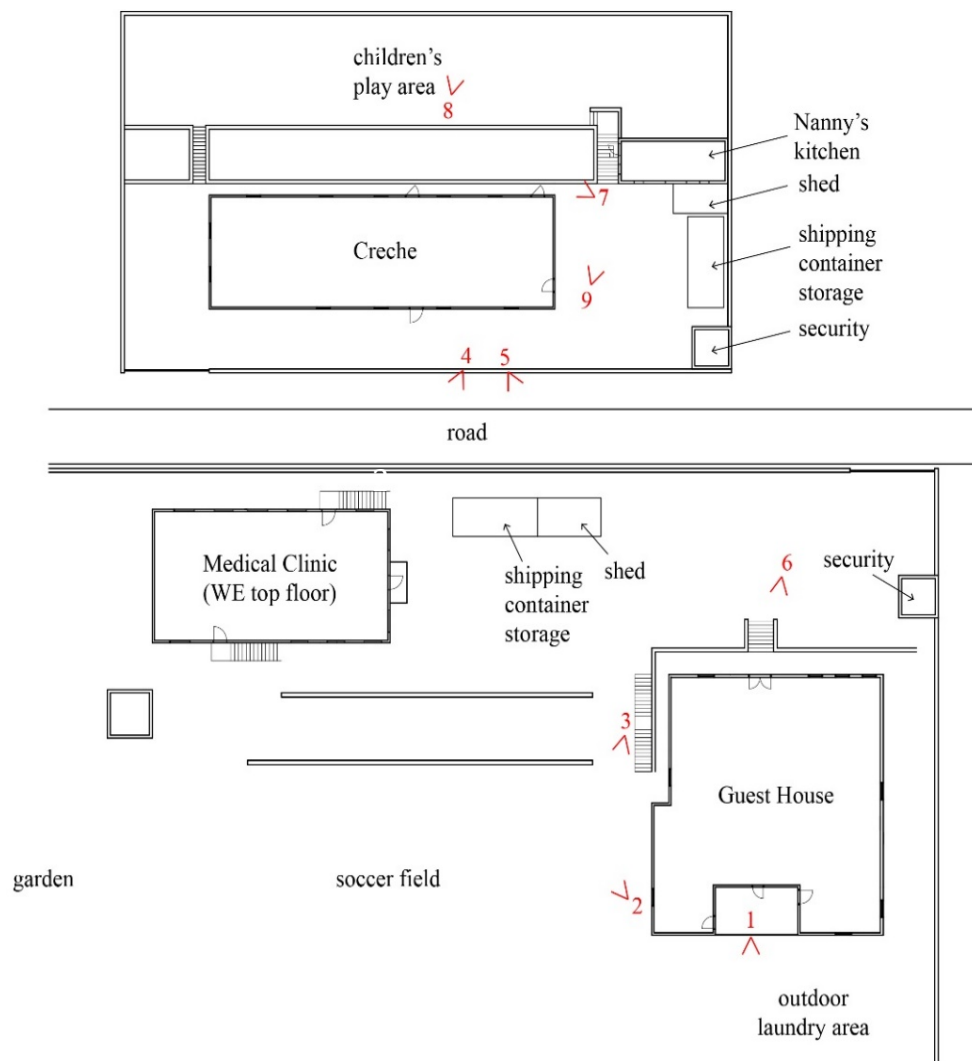 children's
play area
8
Nanny's
kitchen
shed
7
Creche
shipping
container
storage
9
security
4
5
road
Medical Clinic
(WE top floor)
shipping
container
storage
shed
6
security
3
Guest House
garden
soccer field
2
1
outdoor
laundry area